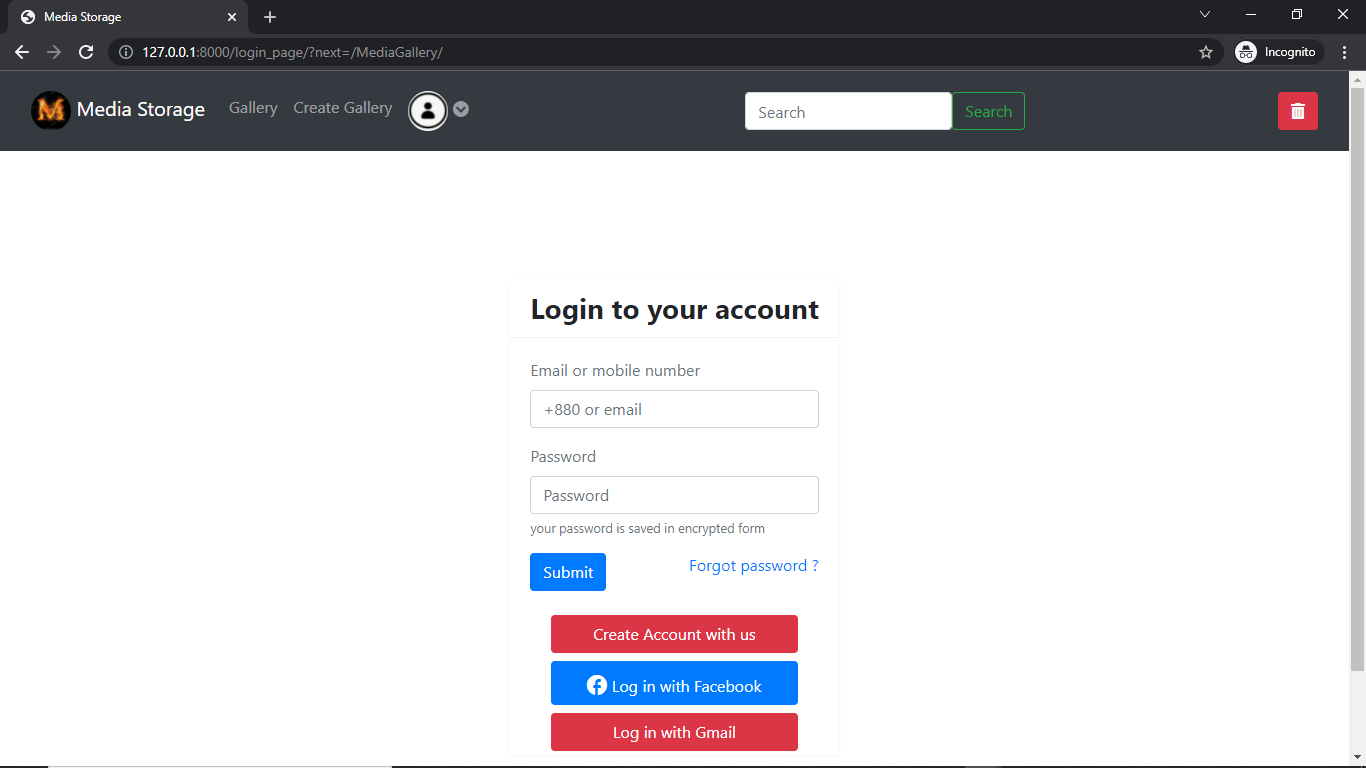 Media Storage
127.0.0.1:8000/login_page/?next=/MediaGallery/
Incognito
M Media Storage Gallery Create Gallery Search Search
Login to your account
Email or mobile number
+880 or email
Password
Password
your password is saved in encrypted form
Submit Forgot password ?
Create Account with us
Log in with Facebook
Log in with Gmail